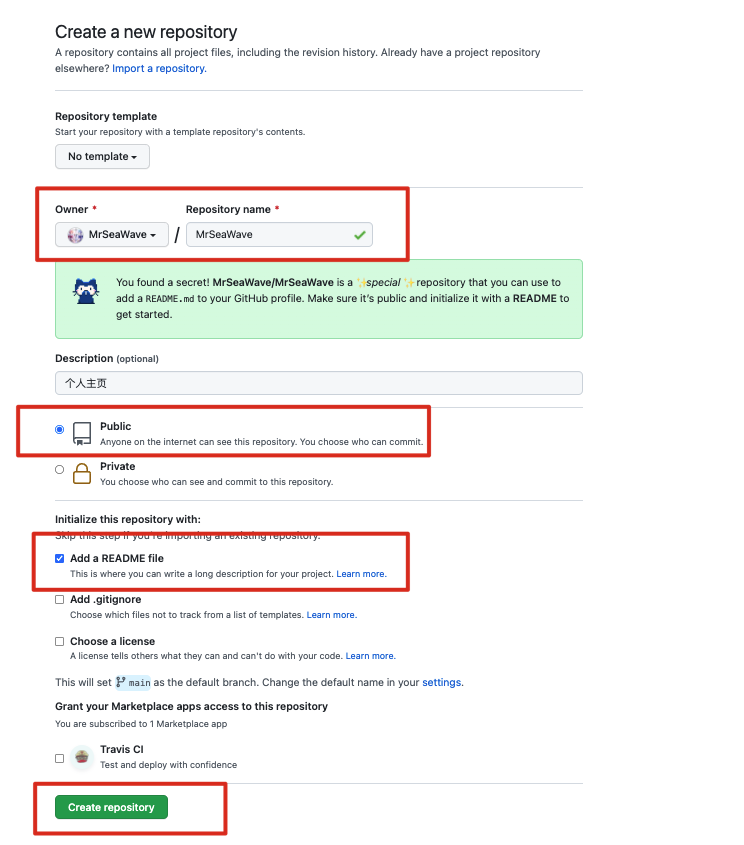 Create a new repository
A repository contains all project files, including the revision history. Already have a project repository
elsewhere? Import a repository.
Repository template
Start your repository with a template repository's contents.
No template
Owner * Repository name *
MrSeaWave / MrSeaWave
You found a secret! MrSeaWave/MrSeaWave is a ✨special ✨ repository that you can use to
add a README.md to your GitHub profile. Make sure it's public and initialize it with a README to
get started.
Description (optional)
个人主页
Public
Anyone on the internet can see this repository. You choose who can commit.
Private
You choose who can see and commit to this repository.
Initialize this repository with:
Skip this step if you're importing an existing repository.
Add a README file
This is where you can write a long description for your project. Learn more.
Add .gitignore
Choose which files not to track from a list of templates. Learn more.
Choose a license
A license tells others what they can and can't do with your code. Learn more.
This will set main as the default branch. Change the default name in your settings.
Grant your Marketplace apps access to this repository
You are subscribed to 1 Marketplace app
Travis CI
Test and deploy with confidence
Create repository